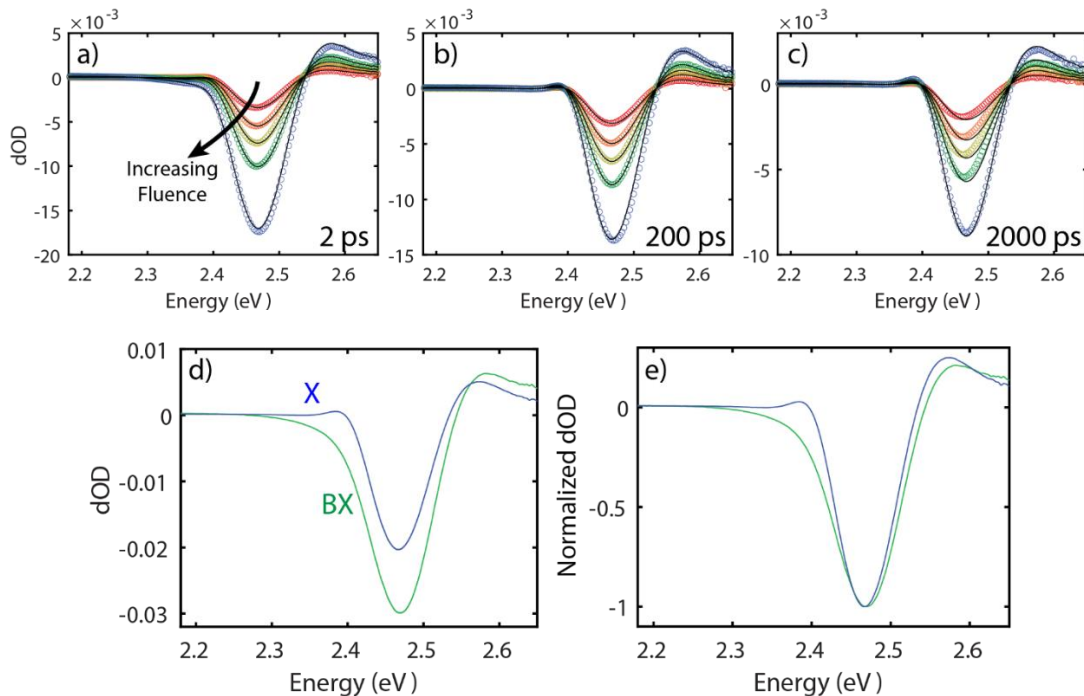 ×10⁻³
×10⁻³
×10⁻³
a)
b)
c)
5
0
-5
-10
-15
-20
dOD
Increasing
Fluence
2 ps
2.2 2.3 2.4 2.5 2.6
Energy (eV )
5
0
-5
-10
-15
200 ps
2.2 2.3 2.4 2.5 2.6
Energy (eV )
0
-5
-10
2000 ps
2.2 2.3 2.4 2.5 2.6
Energy (eV )
d)
0.01
0
-0.01
-0.02
-0.03
dOD
X
BX
2.2 2.3 2.4 2.5 2.6
Energy (eV )
e)
0
-0.5
-1
Normalized dOD
2.2 2.3 2.4 2.5 2.6
Energy (eV )